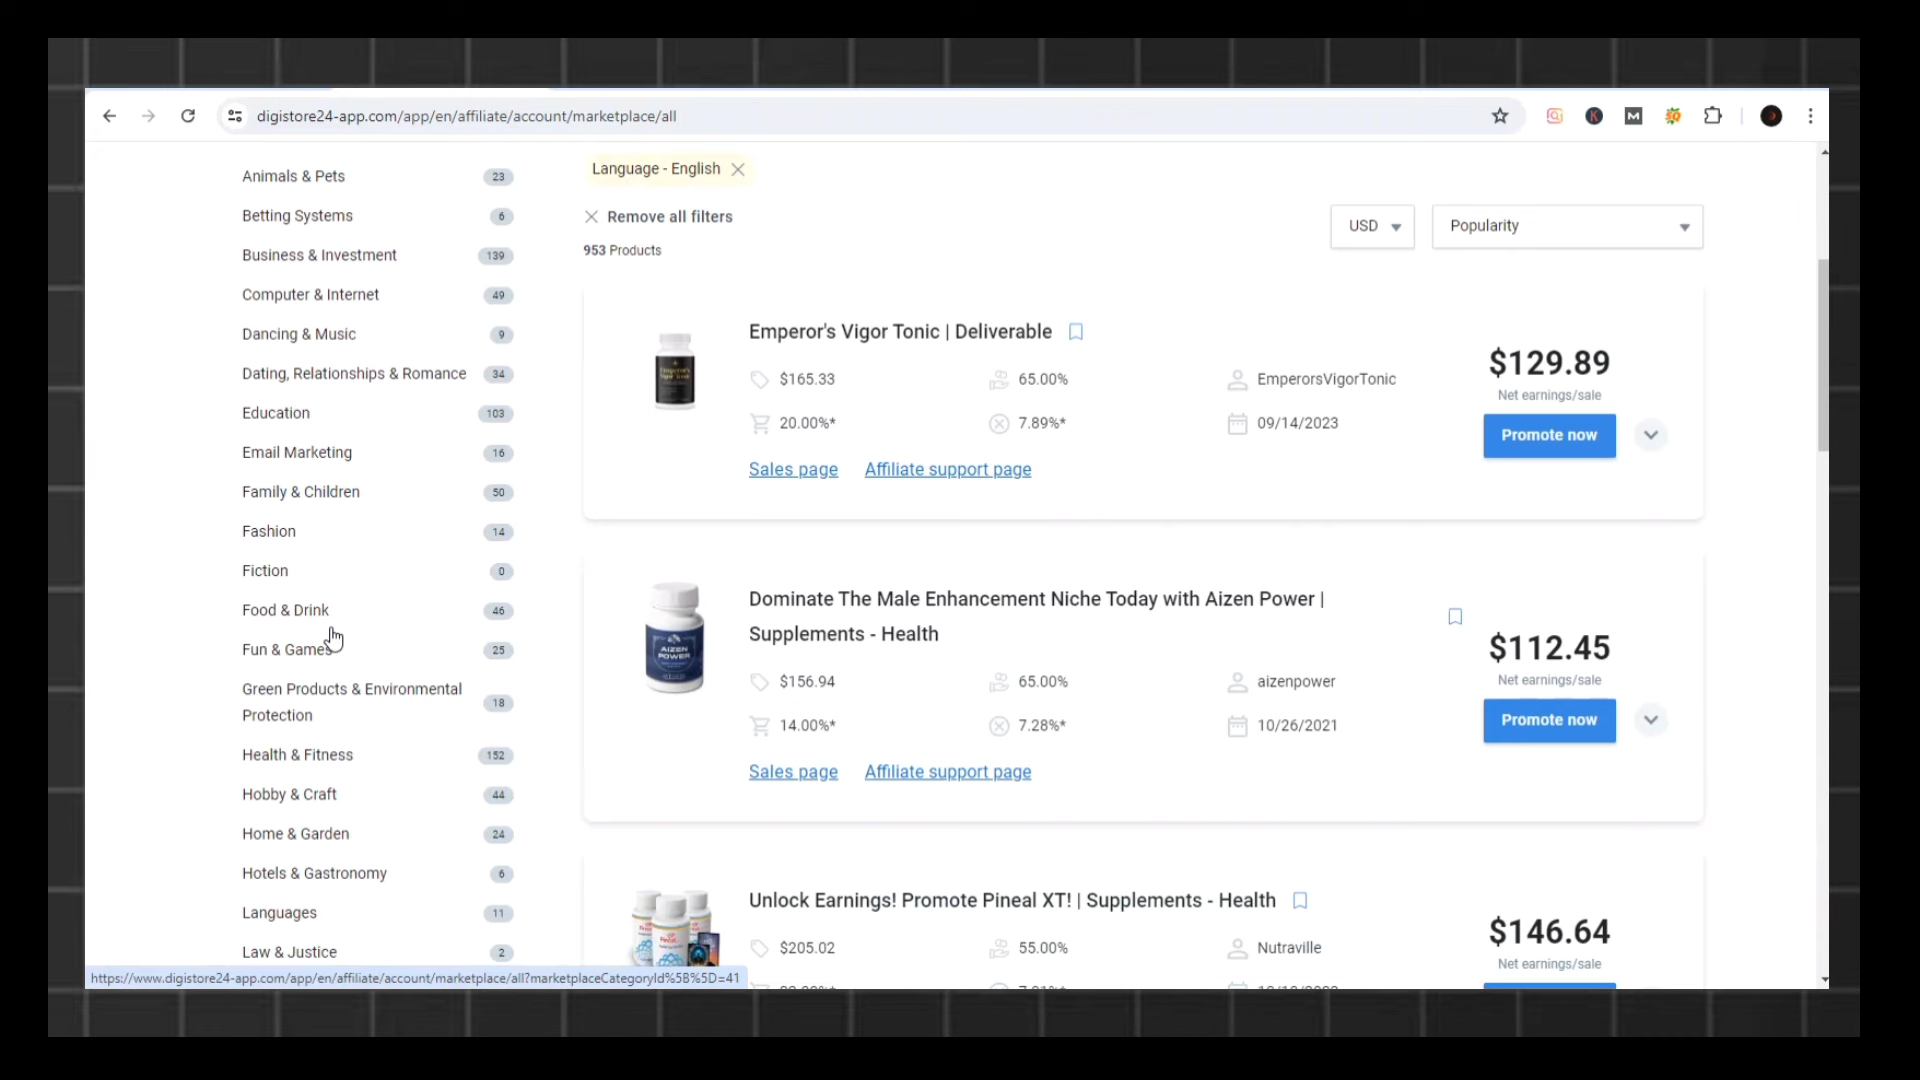 digistore24-app.com/app/en/affiliate/account/marketplace/all
Animals & Pets 23
Betting Systems 6
Business & Investment 139
Computer & Internet 49
Dancing & Music 9
Dating, Relationships & Romance 34
Education 103
Email Marketing 16
Family & Children 50
Fashion 14
Fiction 0
Food & Drink 46
Fun & Games 25
Green Products & Environmental
Protection 18
Health & Fitness 152
Hobby & Craft 44
Home & Garden 24
Hotels & Gastronomy 6
Languages 11
Law & Justice 2
https://www.digistore24-app.com/app/en/affiliate/account/marketplace/all?marketplaceCategoryId%5B%5D=41
Language - English
Remove all filters
953 Products
USD
Popularity
Emperor's Vigor Tonic | Deliverable
$165.33 65.00% EmperorsVigorTonic
20.00%* 7.89%* 09/14/2023
Sales page Affiliate support page
$129.89
Net earnings/sale
Promote now
AIZEN
POWER
Dominate The Male Enhancement Niche Today with Aizen Power |
Supplements - Health
$156.94 65.00% aizenpower
14.00%* 7.28%* 10/26/2021
Sales page Affiliate support page
$112.45
Net earnings/sale
Promote now
Unlock Earnings! Promote Pineal XT! | Supplements - Health
$205.02 55.00% Nutraville
$146.64
Net earnings/sale